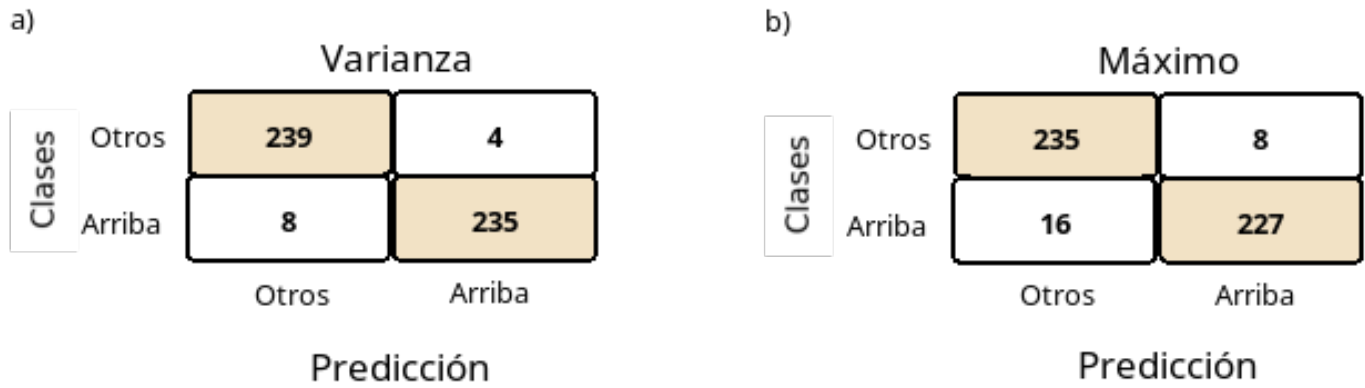 a)
Varianza
Clases
Otros 239 4
Arriba 8 235
Otros Arriba
Predicción
b)
Máximo
Clases
Otros 235 8
Arriba 16 227
Otros Arriba
Predicción